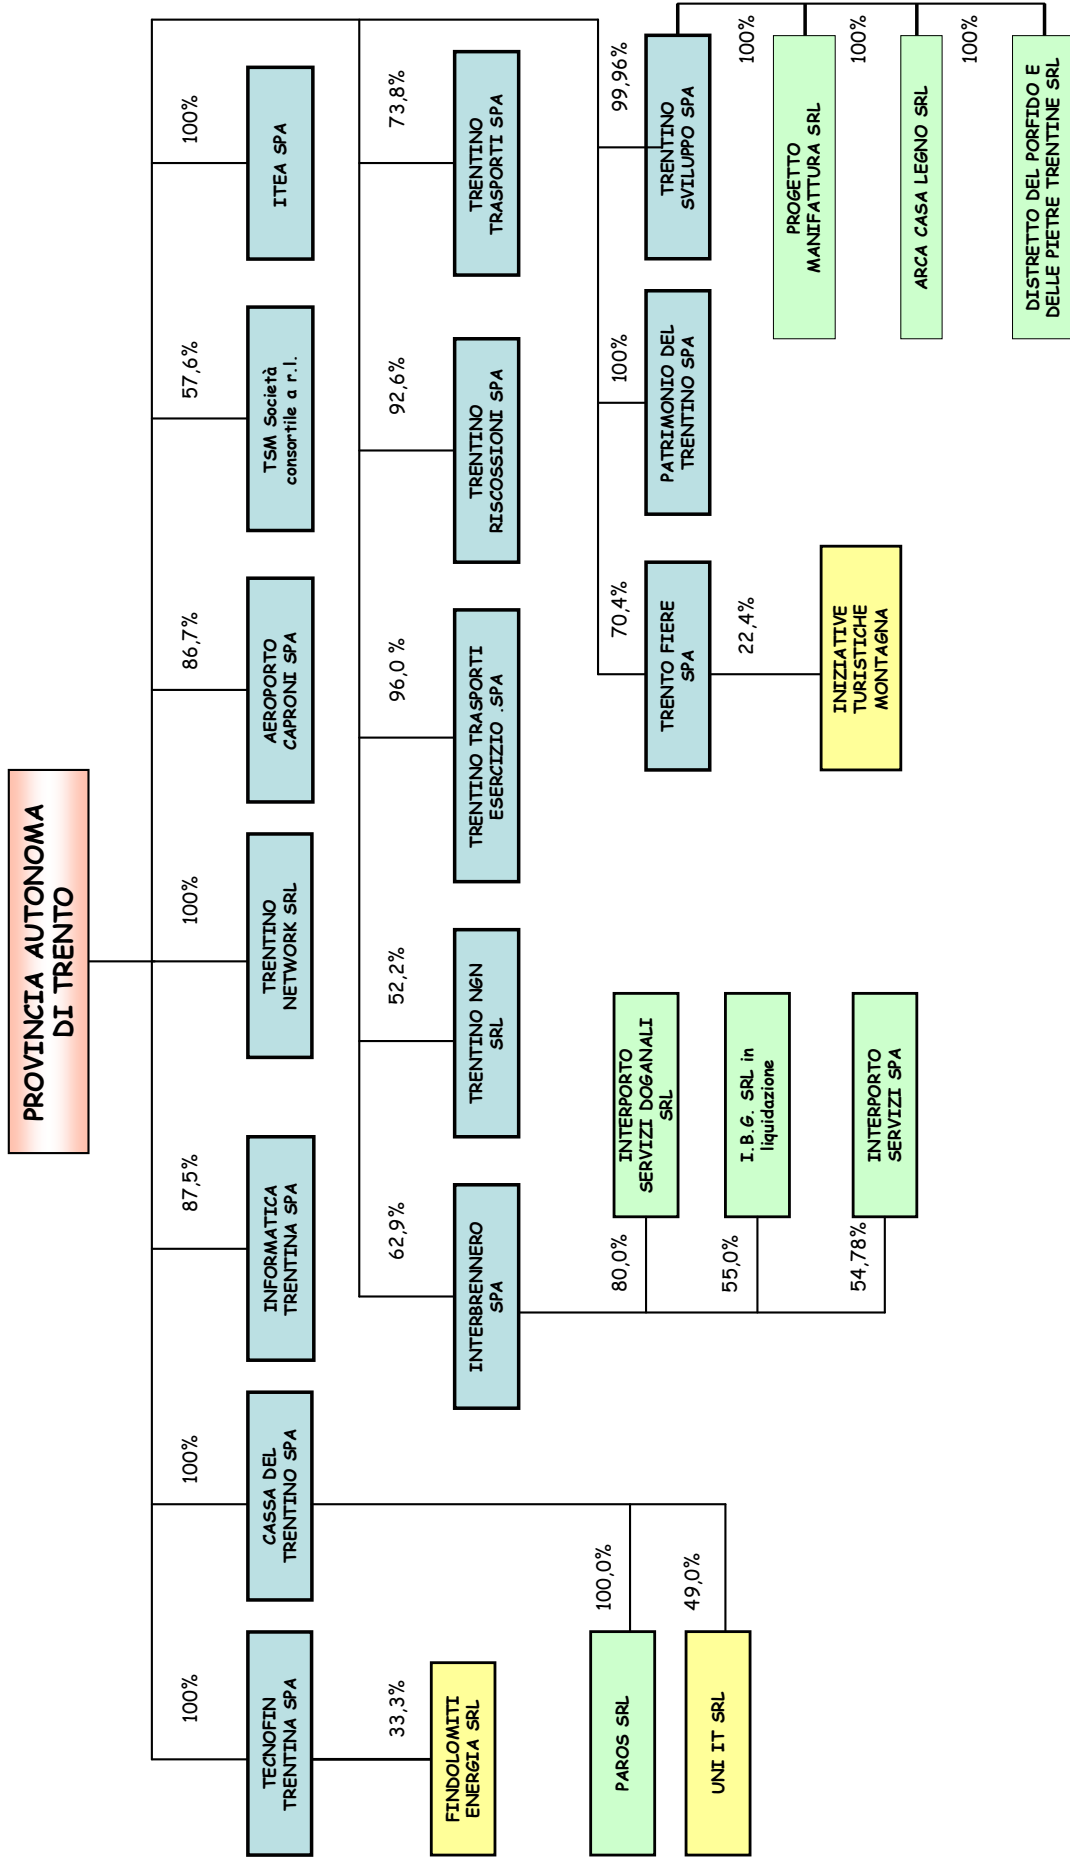 PROVINCIA AUTONOMA
DI TRENTO
100%
100%
87,5%
100%
86,7%
57,6%
100%
TECNOFIN
TRENTINA SPA
CASSA DEL
TRENTINO SPA
INFORMATICA
TRENTINA SPA
TRENTINO
NETWORK SRL
AEROPORTO
CAPRONI SPA
TSM Società
consortile a r.l.
ITEA SPA
33,3%
62,9%
52,2%
96,0 %
92,6%
73,8%
FINDOLOMITI
ENERGIA SRL
INTERBRENNERO
SPA
TRENTINO NGN
SRL
TRENTINO TRASPORTI
ESERCIZIO .SPA
TRENTINO
RISCOSSIONI SPA
TRENTINO
TRASPORTI SPA
100,0%
PAROS SRL
49,0%
UNI IT SRL
80,0%
INTERPORTO
SERVIZI DOGANALI
SRL
55,0%
I.B.G. SRL in
liquidazione
54,78%
INTERPORTO
SERVIZI SPA
70,4%
100%
99,96%
TRENTO FIERE
SPA
PATRIMONIO DEL
TRENTINO SPA
TRENTINO
SVILUPPO SPA
22,4%
INIZIATIVE
TURISTICHE
MONTAGNA
100%
PROGETTO
MANIFATTURA SRL
100%
ARCA CASA LEGNO SRL
100%
DISTRETTO DEL PORFIDO E
DELLE PIETRE TRENTINE SRL